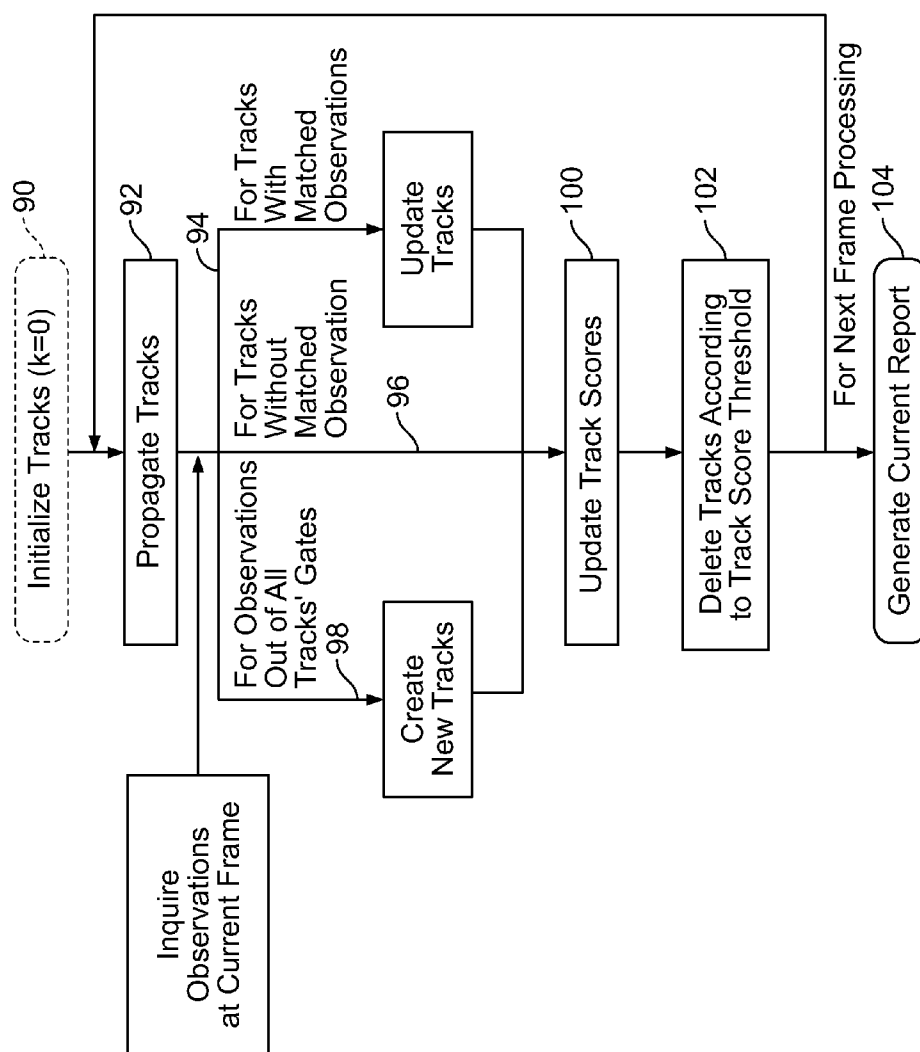 90
Initialize Tracks (k=0)
92
Propagate Tracks
Inquire
Observations
at Current Frame
94
For Observations
Out of All
Tracks' Gates
For Tracks
Without
Matched
Observation
For Tracks
With
Matched
Observations
98
96
Create
New Tracks
Update
Tracks
100
Update Track Scores
102
Delete Tracks According
to Track Score Threshold
For Next Frame Processing
104
Generate Current Report